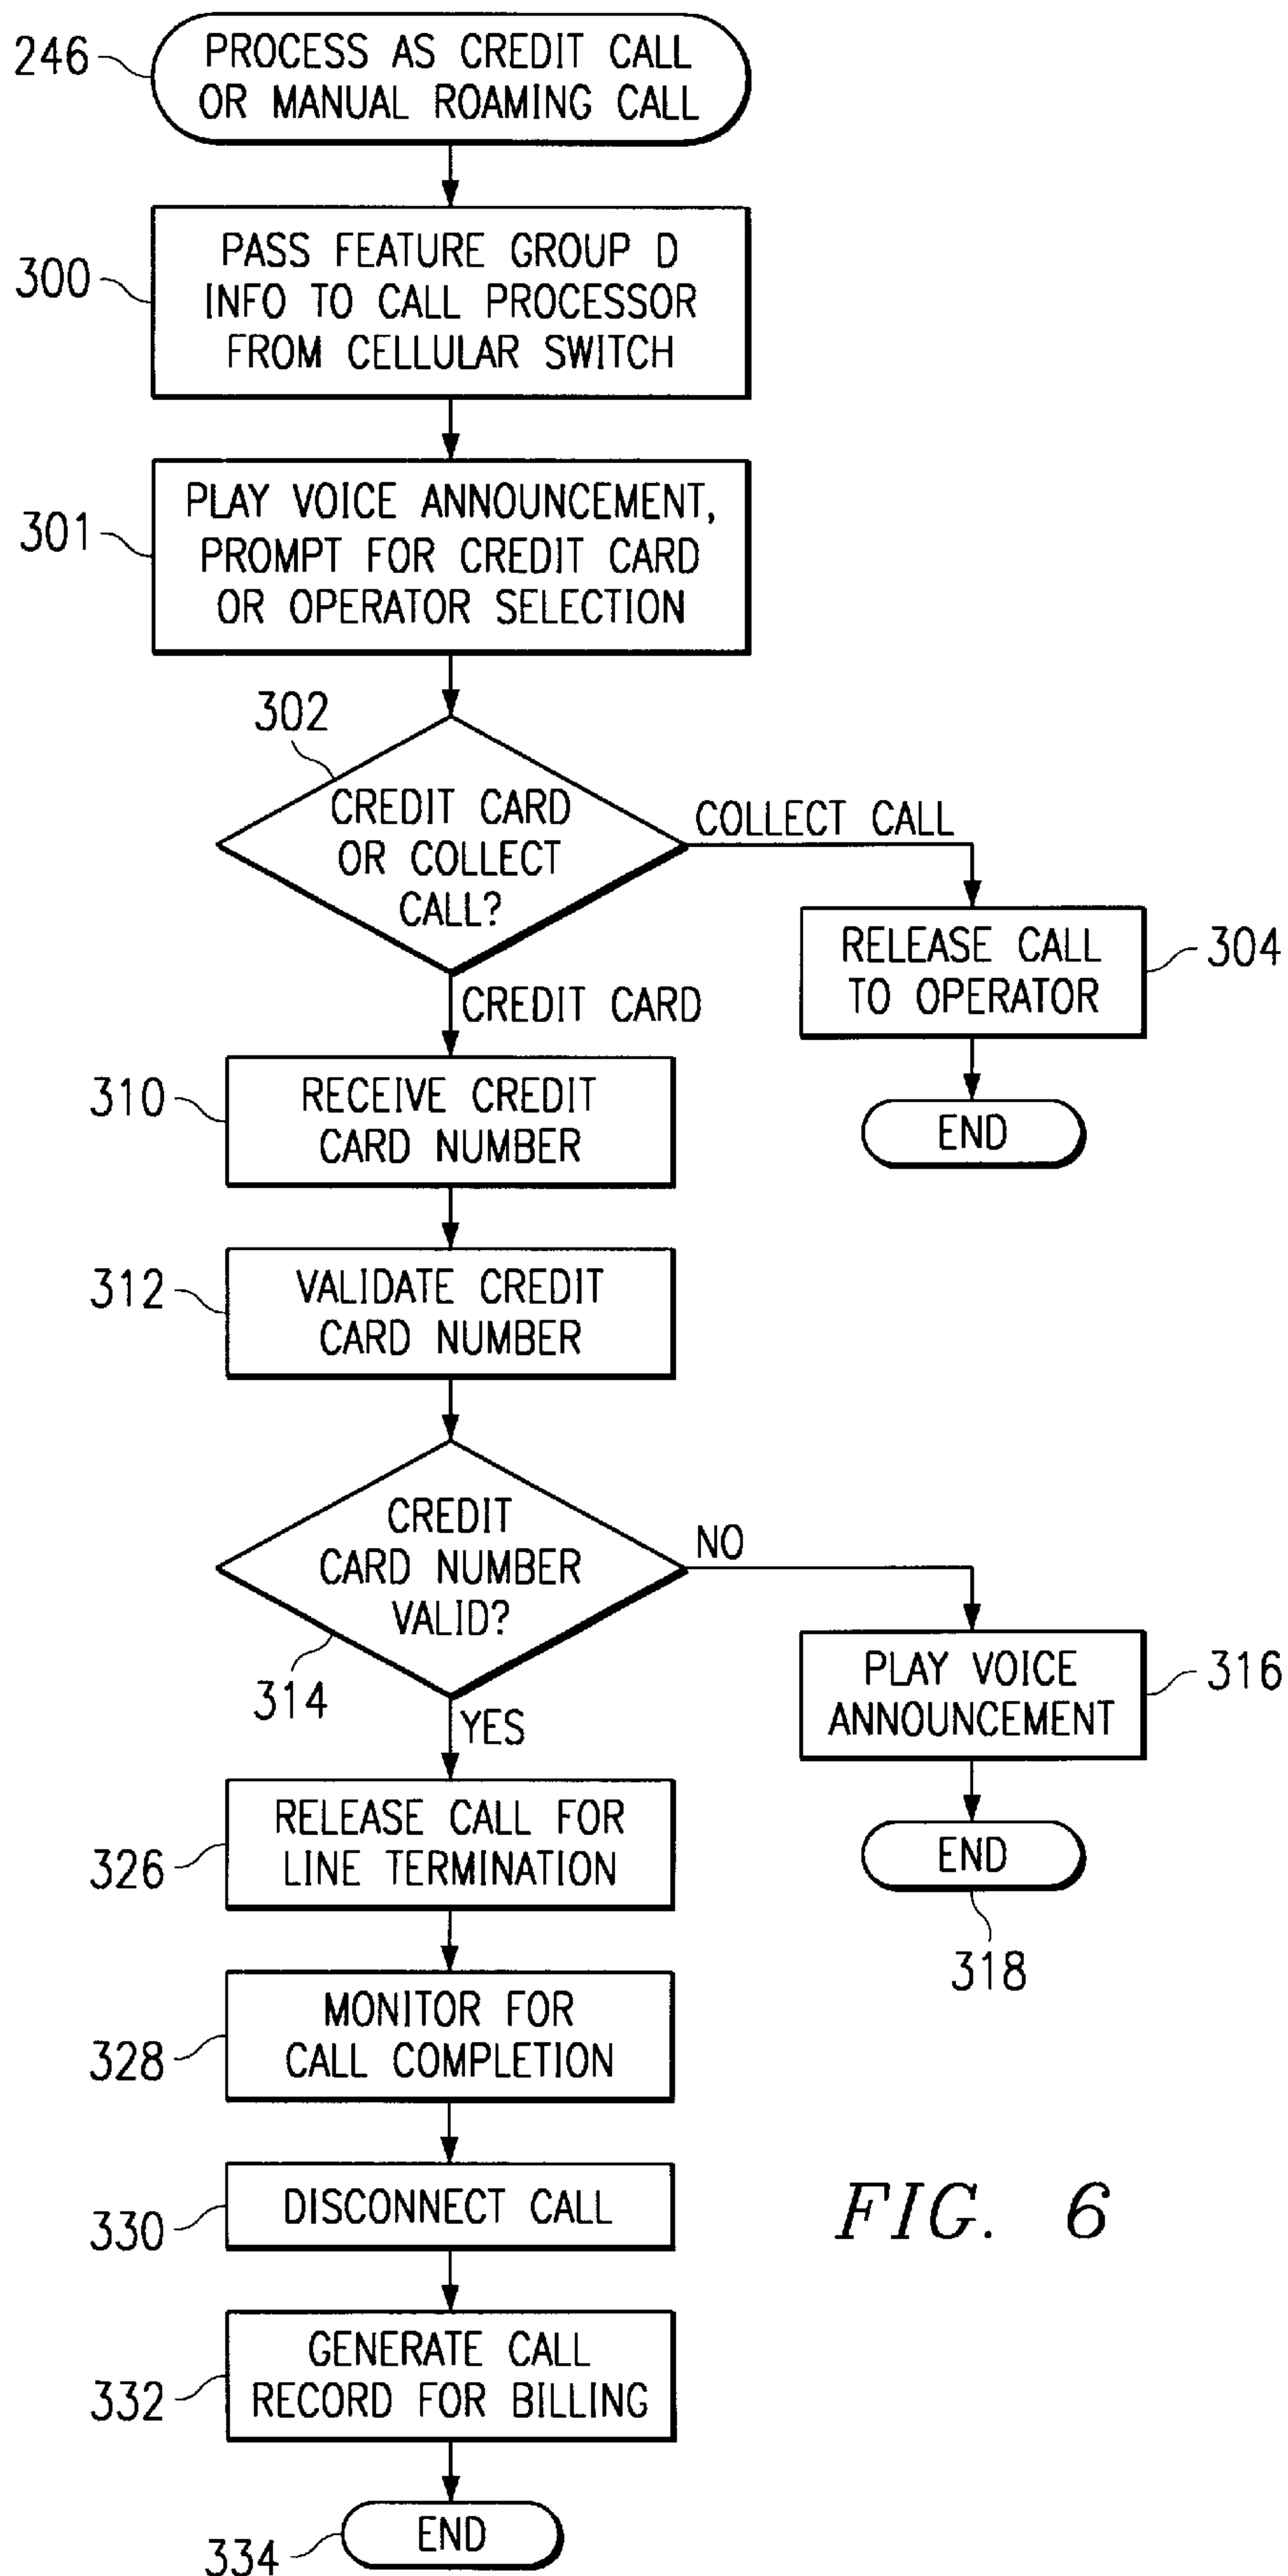 246
PROCESS AS CREDIT CALL
OR MANUAL ROAMING CALL
300
PASS FEATURE GROUP D
INFO TO CALL PROCESSOR
FROM CELLULAR SWITCH
301
PLAY VOICE ANNOUNCEMENT,
PROMPT FOR CREDIT CARD
OR OPERATOR SELECTION
302
CREDIT CARD
OR COLLECT
CALL?
COLLECT CALL
RELEASE CALL
TO OPERATOR
304
END
CREDIT CARD
310
RECEIVE CREDIT
CARD NUMBER
312
VALIDATE CREDIT
CARD NUMBER
CREDIT
CARD NUMBER
VALID?
314
NO
PLAY VOICE
ANNOUNCEMENT
316
END
318
YES
RELEASE CALL FOR
LINE TERMINATION
326
MONITOR FOR
CALL COMPLETION
328
DISCONNECT CALL
330
GENERATE CALL
RECORD FOR BILLING
332
END
334
FIG. 6